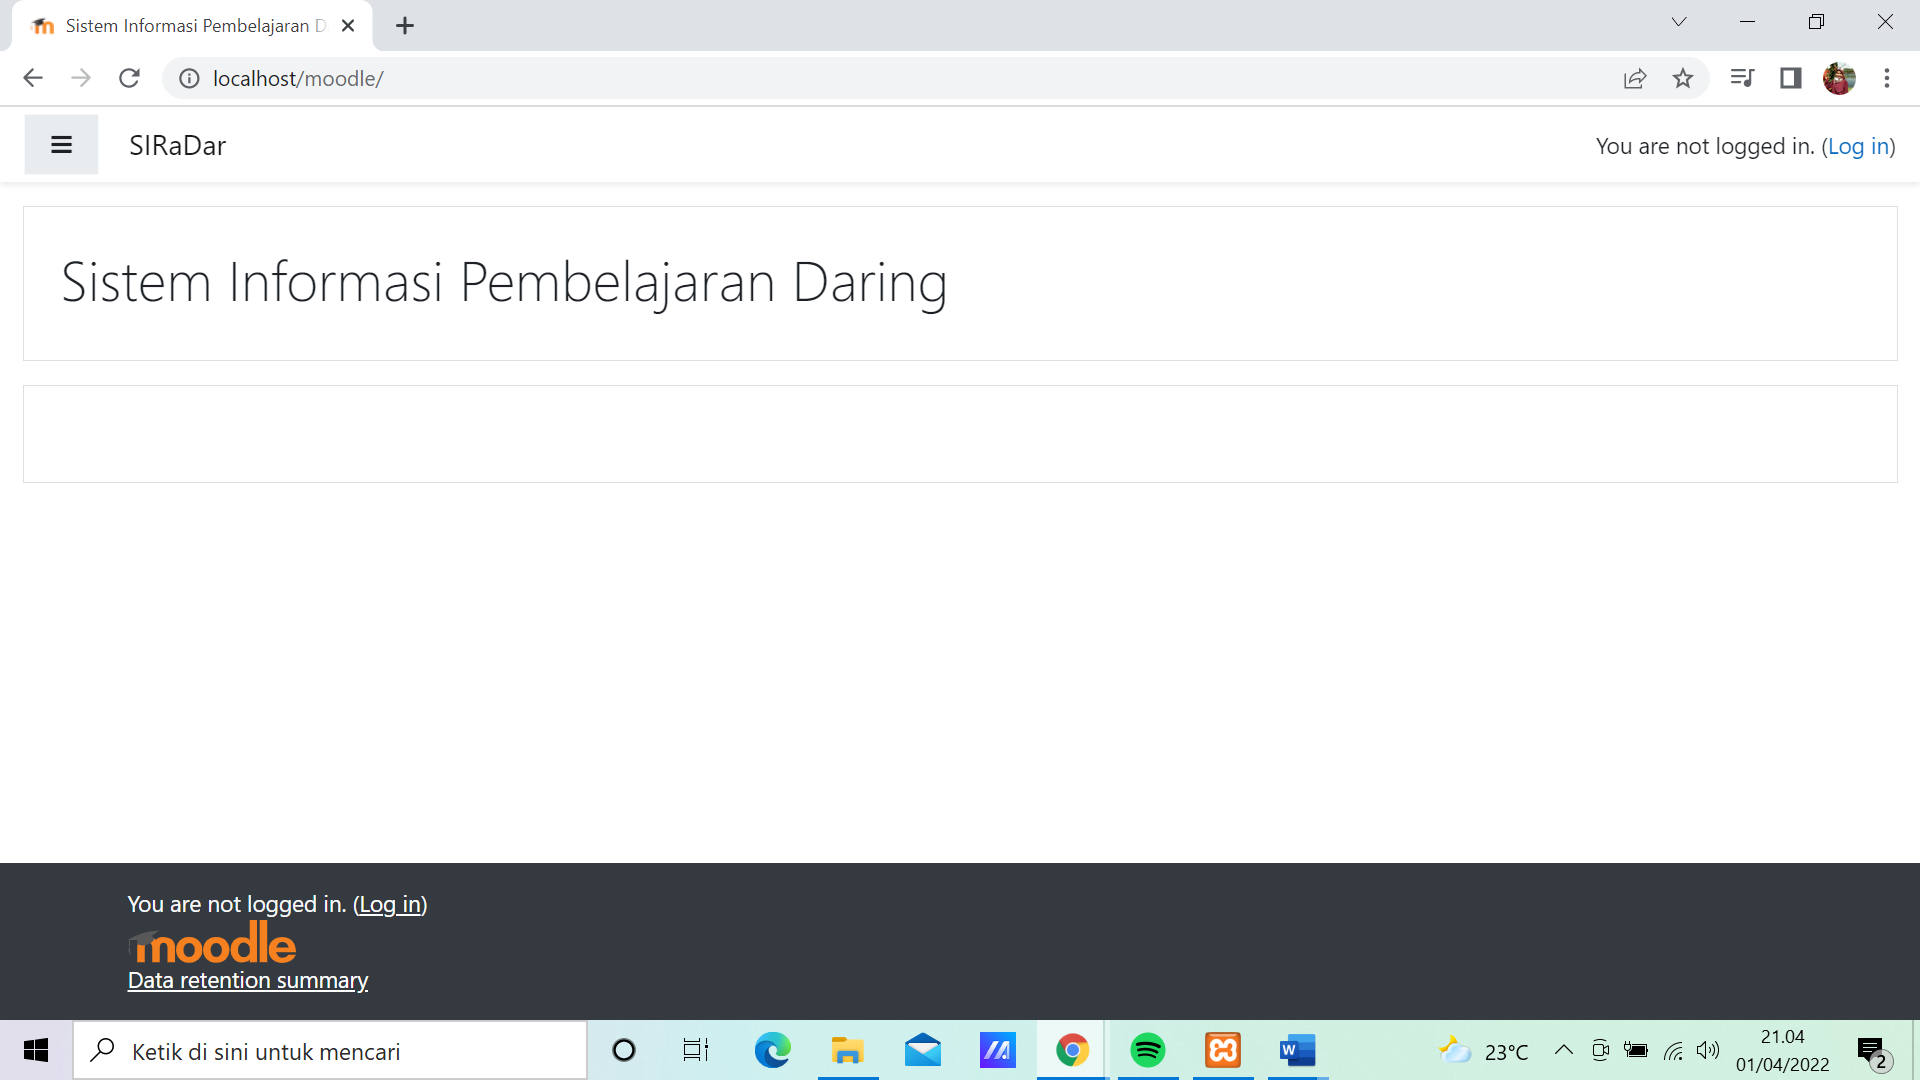 Sistem Informasi Pembelajaran D
localhost/moodle/
SIRaDar
You are not logged in. (Log in)
Sistem Informasi Pembelajaran Daring
You are not logged in. (Log in)
moodle
Data retention summary
Ketik di sini untuk mencari
W
23°C
21.04
01/04/2022
2